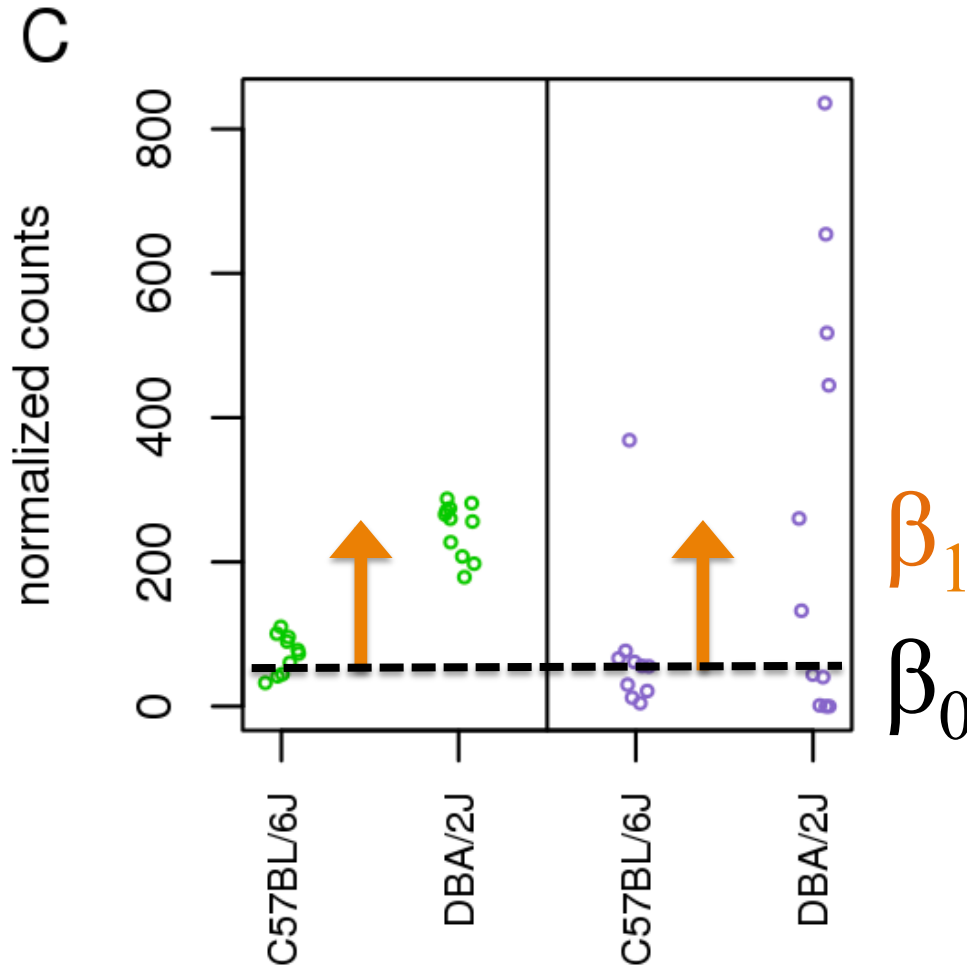 C
normalized counts
800
600
400
200
0
β1
β0
C57BL/6J
DBA/2J
C57BL/6J
DBA/2J